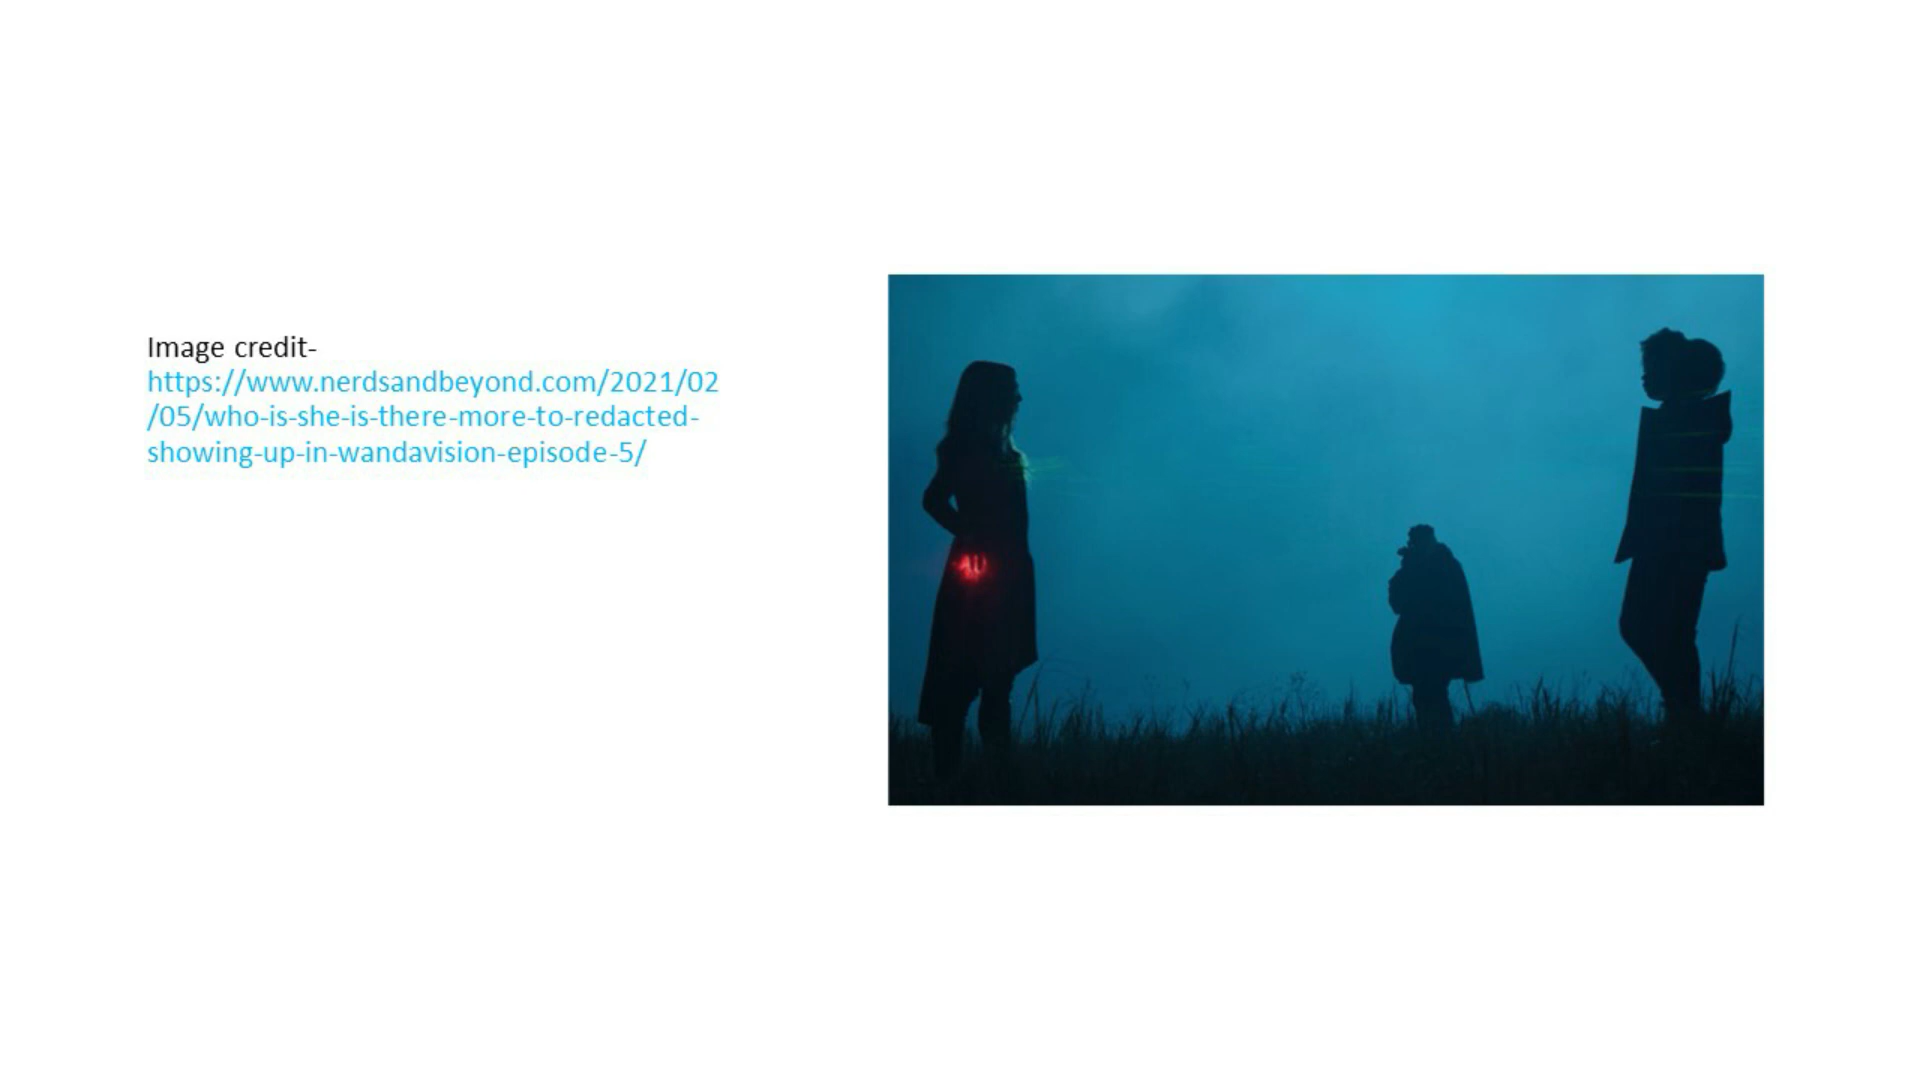 Image credit-
https://www.nerdsandbeyond.com/2021/02
/05/who-is-she-is-there-more-to-redacted-
showing-up-in-wandavision-episode-5/